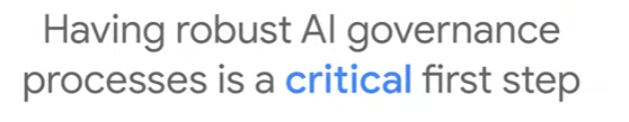 Having robust AI governance
processes is a critical first step